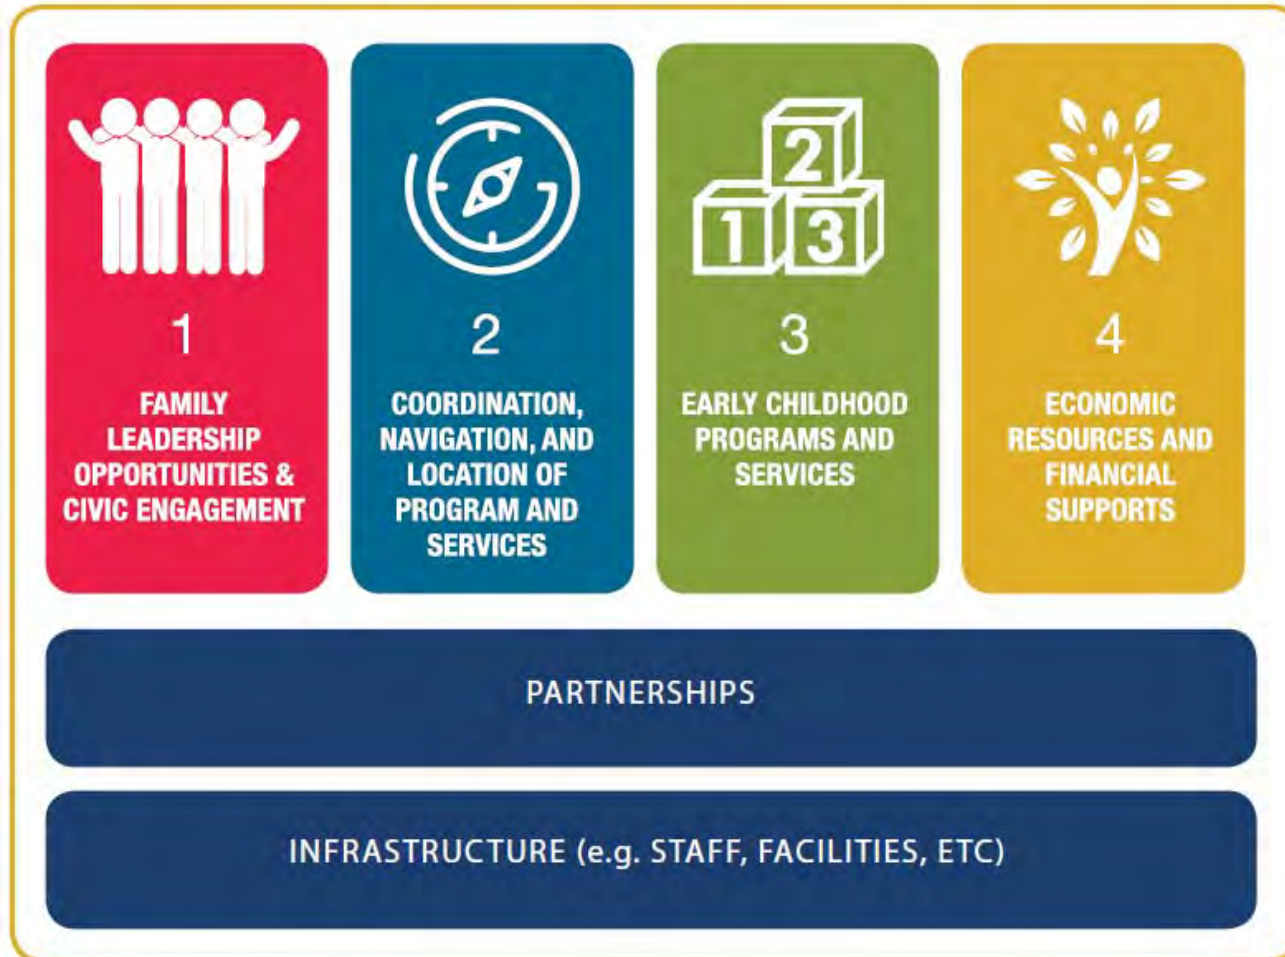 1
FAMILY
LEADERSHIP
OPPORTUNITIES &
CIVIC ENGAGEMENT
2
COORDINATION,
NAVIGATION, AND
LOCATION OF
PROGRAM AND
SERVICES
2
1 3
3
EARLY CHILDHOOD
PROGRAMS AND
SERVICES
4
ECONOMIC
RESOURCES AND
FINANCIAL
SUPPORTS
PARTNERSHIPS
INFRASTRUCTURE (e.g. STAFF, FACILITIES, ETC)